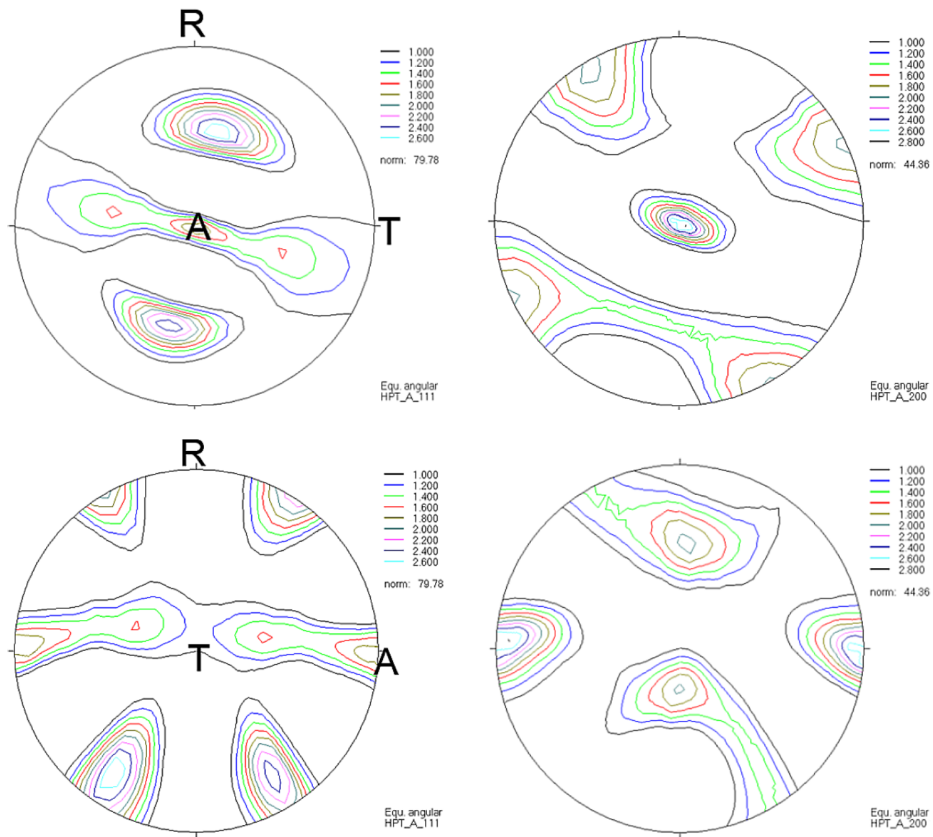 R
1.000
1.200
1.400
1.600
1.800
2.000
2.200
2.400
2.600
norm: 79.78
A
T
Equ. angular
HPT_A_111
1.000
1.200
1.400
1.600
1.800
2.000
2.200
2.400
2.600
2.800
norm: 44.36
Equ. angular
HPT_A_200
R
1.000
1.200
1.400
1.600
1.800
2.000
2.200
2.400
2.600
norm: 79.78
T
A
Equ. angular
HPT_A_111
1.000
1.200
1.400
1.600
1.800
2.000
2.200
2.400
2.600
2.800
norm: 44.36
Equ. angular
HPT_A_200